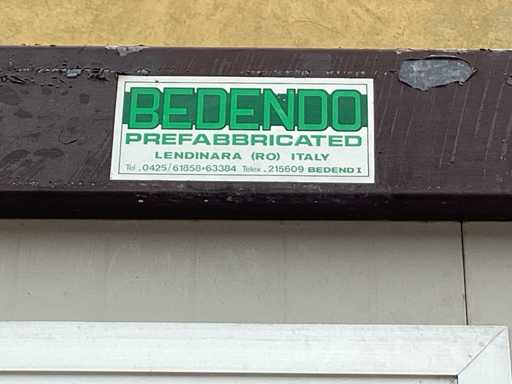 BEDENDO
PREFABBRICATED
LENDINARA (RO) ITALY
Tel. 0425/61858-63384 Telex. 215609 BEDEND I